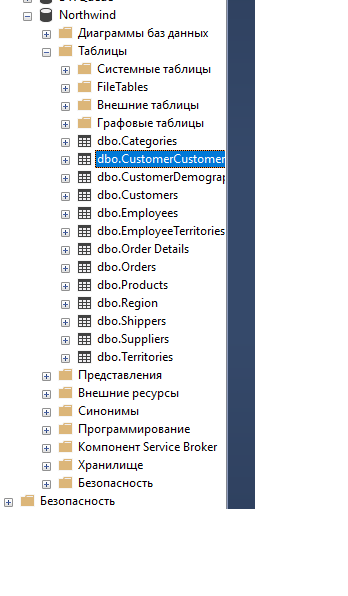 Northwind
Диаграммы баз данных
Таблицы
Системные таблицы
FileTables
Внешние таблицы
Графовые таблицы
dbo.Categories
dbo.CustomerCustomer
dbo.CustomerDemograp
dbo.Customers
dbo.Employees
dbo.EmployeeTerritories
dbo.Order Details
dbo.Orders
dbo.Products
dbo.Region
dbo.Shippers
dbo.Suppliers
dbo.Territories
Представления
Внешние ресурсы
Синонимы
Программирование
Компонент Service Broker
Хранилище
Безопасность
Безопасность